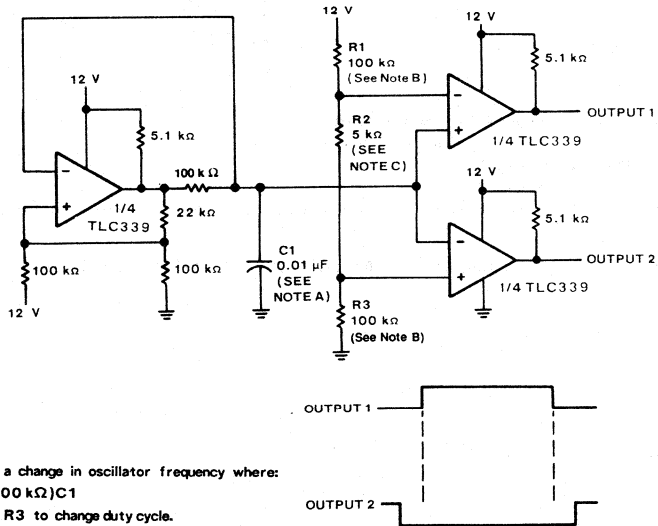 12 V
5.1 kΩ
−
+
1/4
TLC339
100 kΩ
22 kΩ
100 kΩ
12 V
100 kΩ
C1
0.01 μF
(SEE
NOTE A)
12 V
R1
100 kΩ
(See Note B)
R2
5 kΩ
(SEE
NOTE C)
R3
100 kΩ
(See Note B)
12 V
5.1 kΩ
−
+
OUTPUT 1
1/4 TLC339
12 V
5.1 kΩ
−
+
OUTPUT 2
1/4 TLC339
OUTPUT 1
OUTPUT 2
a change in oscillator frequency where:
00 kΩ)C1
R3 to change duty cycle.